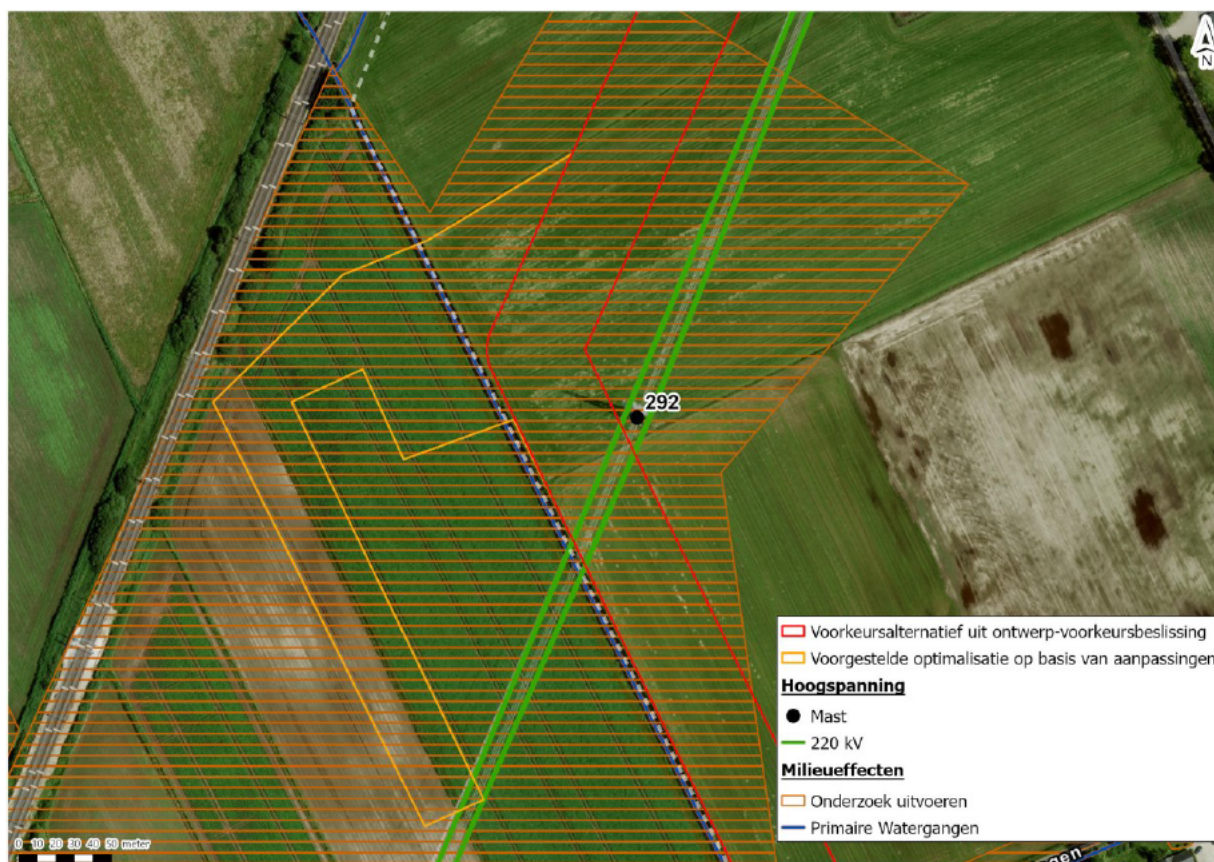 N
292
Voorkeursalternatief uit ontwerp-voorkeursbeslissing
Voorgestelde optimalisatie op basis van aanpassingen
Hoogspanning
Mast
220 kV
Milieueffecten
Onderzoek uitvoeren
Primaire Watergangen
0 10 20 30 40 50 meter